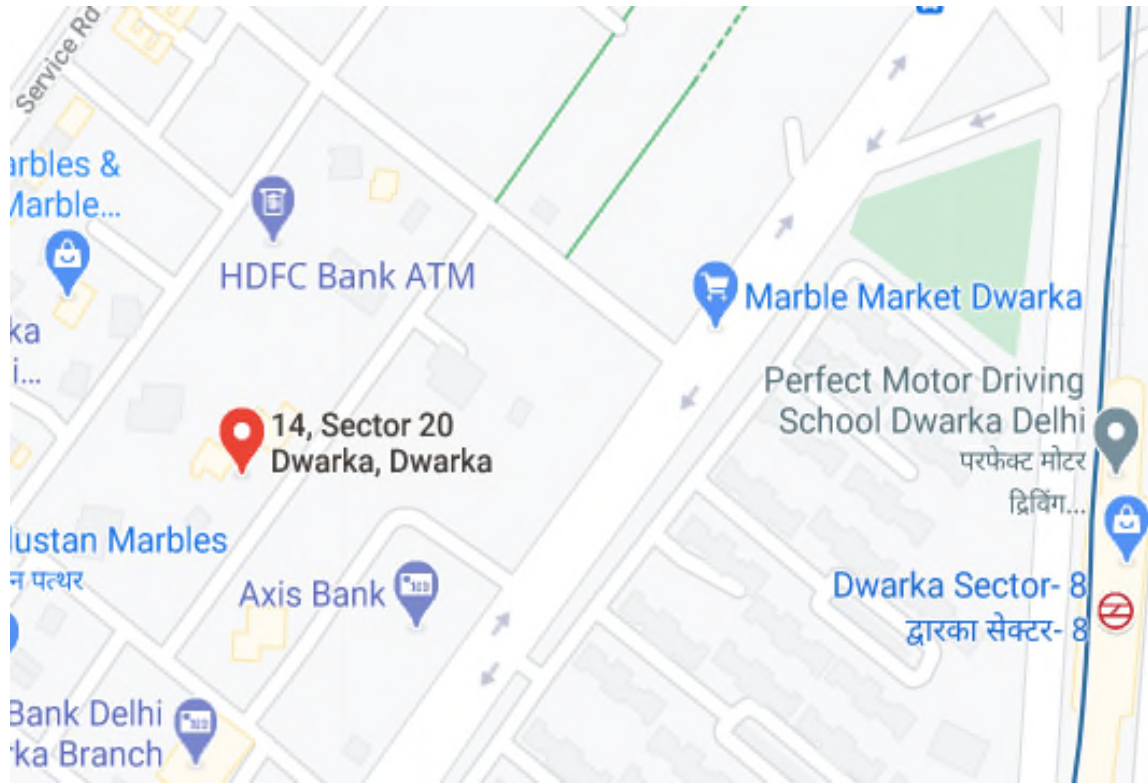 Service Rd
arbles &
Marble...
HDFC Bank ATM
ka
i...
Marble Market Dwarka
Perfect Motor Driving
School Dwarka Delhi
परफेक्ट मोटर
द्रिविंग...
14, Sector 20
Dwarka, Dwarka
lustan Marbles
न पत्थर
Axis Bank
Dwarka Sector- 8
द्वारका सेक्टर- 8
Bank Delhi
rka Branch